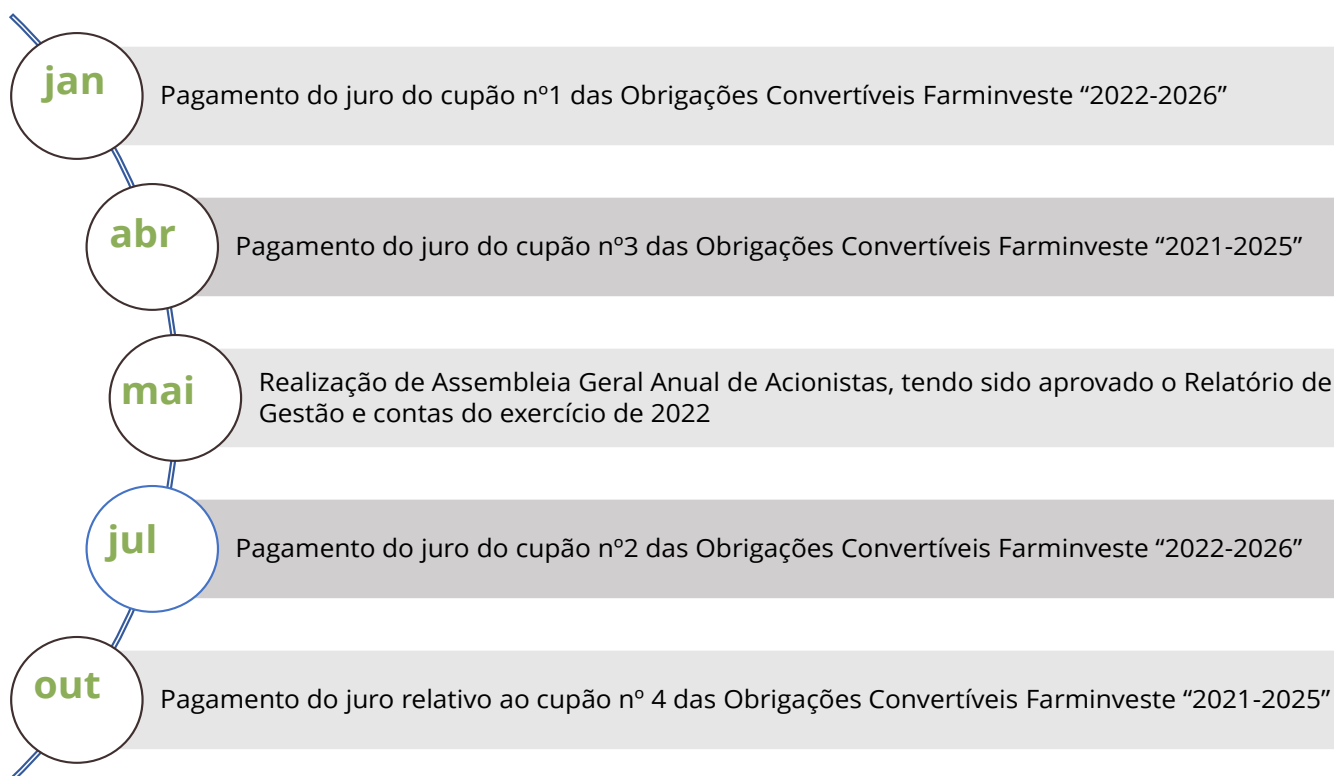 jan
Pagamento do juro do cupão nº1 das Obrigações Convertíveis Farminveste “2022-2026”
abr
Pagamento do juro do cupão nº3 das Obrigações Convertíveis Farminveste “2021-2025”
mai
Realização de Assembleia Geral Anual de Acionistas, tendo sido aprovado o Relatório de
Gestão e contas do exercício de 2022
jul
Pagamento do juro do cupão nº2 das Obrigações Convertíveis Farminveste “2022-2026”
out
Pagamento do juro relativo ao cupão nº 4 das Obrigações Convertíveis Farminveste “2021-2025”